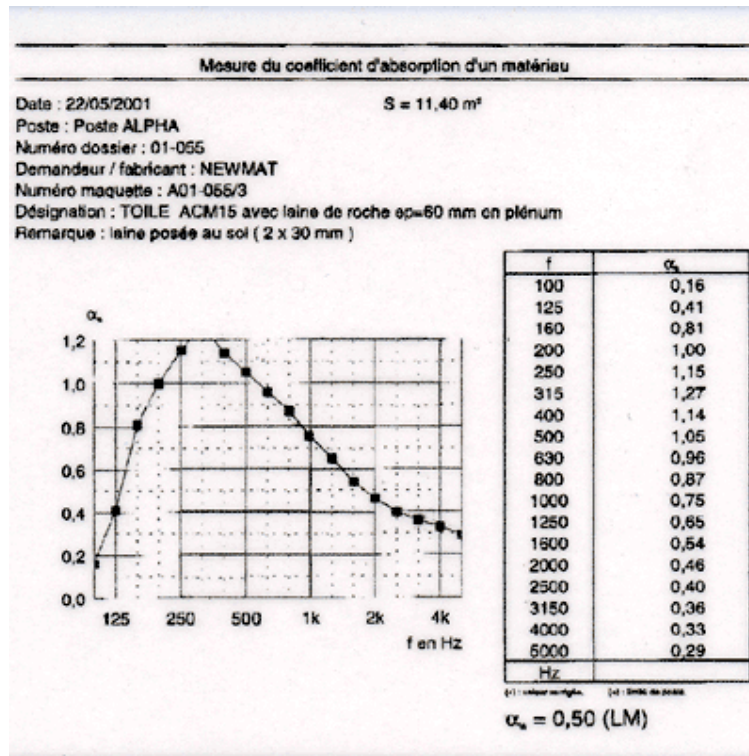 Mesure du coefficient d'absorption d'un matériau
Date : 22/05/2001 S = 11,40 m²
Poste : Poste ALPHA
Numéro dossier : 01-055
Demandeur / fabricant : NEWMAT
Numéro maquette : A01-055/3
Désignation : TOILE ACM15 avec laine de roche ep=60 mm en plénum
Remarque : laine posée au sol ( 2 x 30 mm )
αs
1,2
1,0
0,8
0,6
0,4
0,2
0,0
125 250 500 1k 2k 4k
f en Hz
f αs
100 0,16
125 0,41
160 0,81
200 1,00
250 1,15
315 1,27
400 1,14
500 1,05
630 0,96
800 0,87
1000 0,75
1250 0,65
1600 0,54
2000 0,46
2500 0,40
3150 0,36
4000 0,33
5000 0,29
Hz
(+) : valeur corrigée. (+) : limite de poste.
= 0,50 (LM)